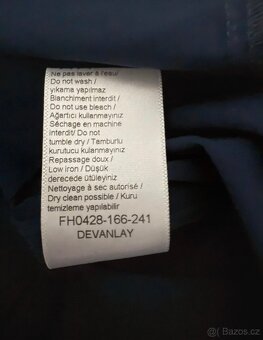 Ne pas laver à l'eau/
Do not wash /
yıkama yapılmaz
Blanchiment interdit /
Do not bleach /
Ağartıcı kullanmayınız
Séchage en machine
interdit/ Do not
tumble dry / Tamburlu
kurutucu kullanmayınız
Repassage doux /
Low iron / Düşük
derecede ütüleyiniz
Nettoyage à sec autorisé /
Dry clean possible / Kuru
temizleme yapılabilir
FH0428-166-241
DEVANLAY
Bazos.cz